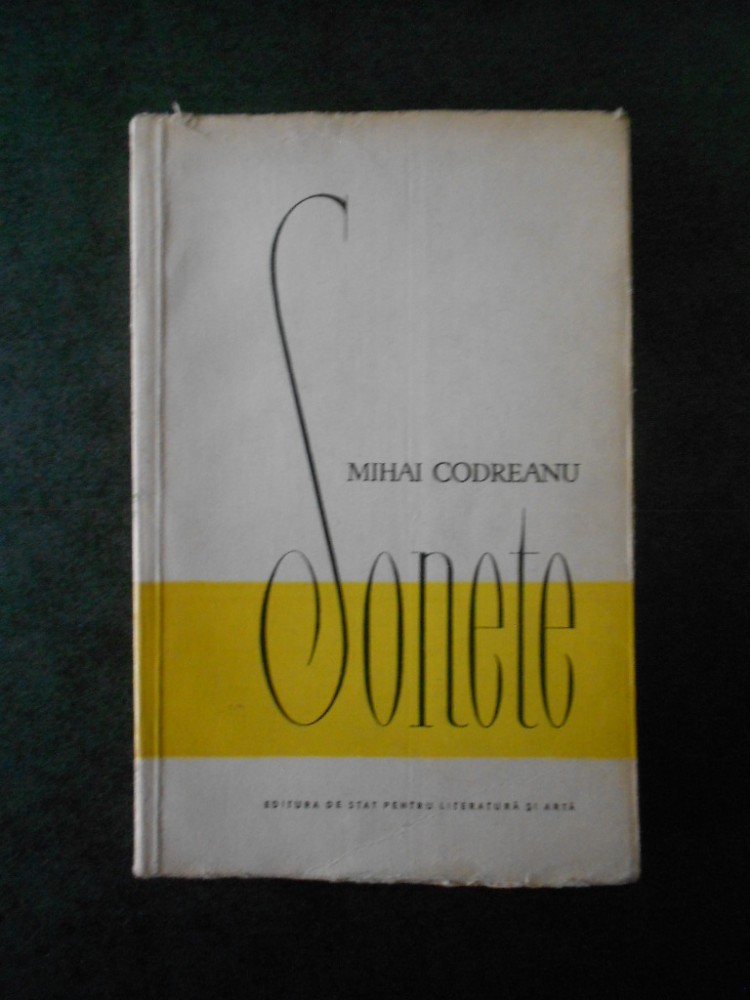 MIHAI CODREANU
Sonete
EDITURA DE STAT PENTRU LITERATURĂ ȘI ARTĂ